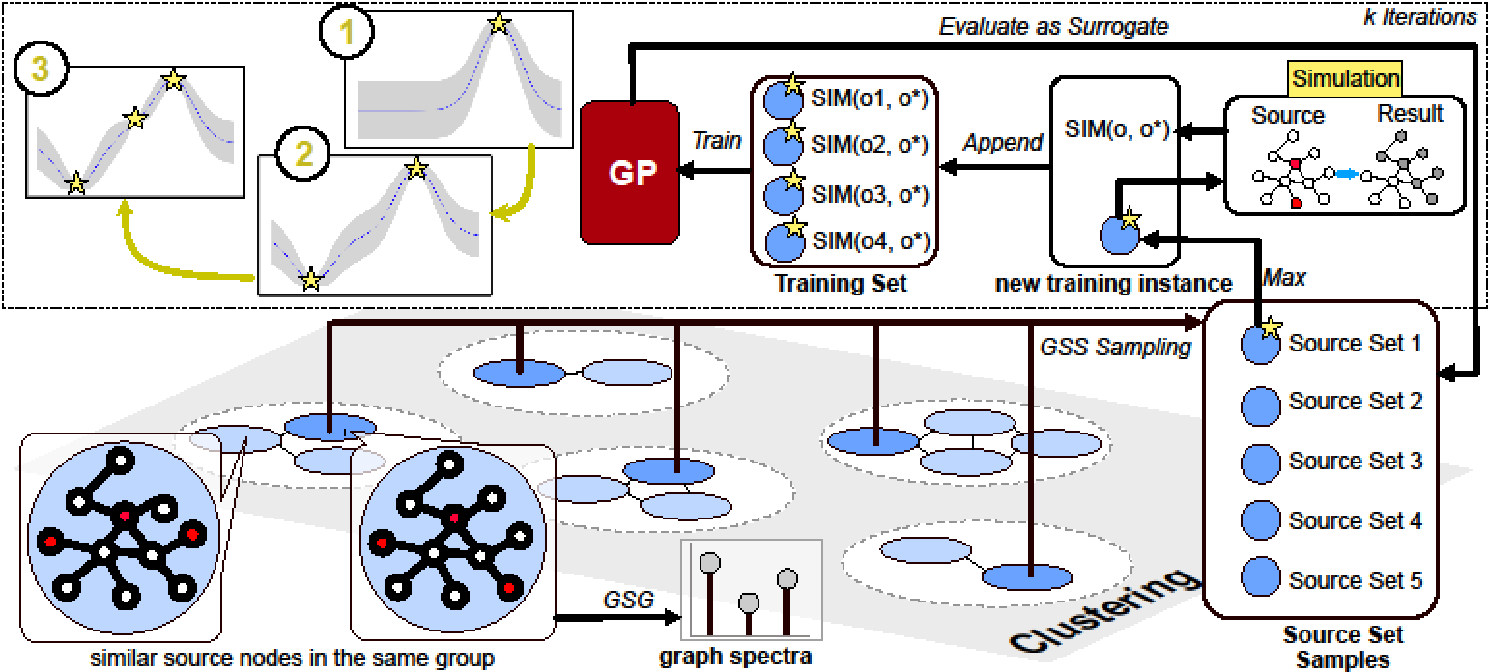 k Iterations
Evaluate as Surrogate
1
2
3
GP
Train
SIM(o1, o*)
SIM(o2, o*)
SIM(o3, o*)
SIM(o4, o*)
Training Set
Append
SIM(o, o*)
new training instance
Simulation
Source Result
Max
GSS Sampling
Source Set 1
Source Set 2
Source Set 3
Source Set 4
Source Set 5
Source Set
Samples
Clustering
GSG
graph spectra
similar source nodes in the same group